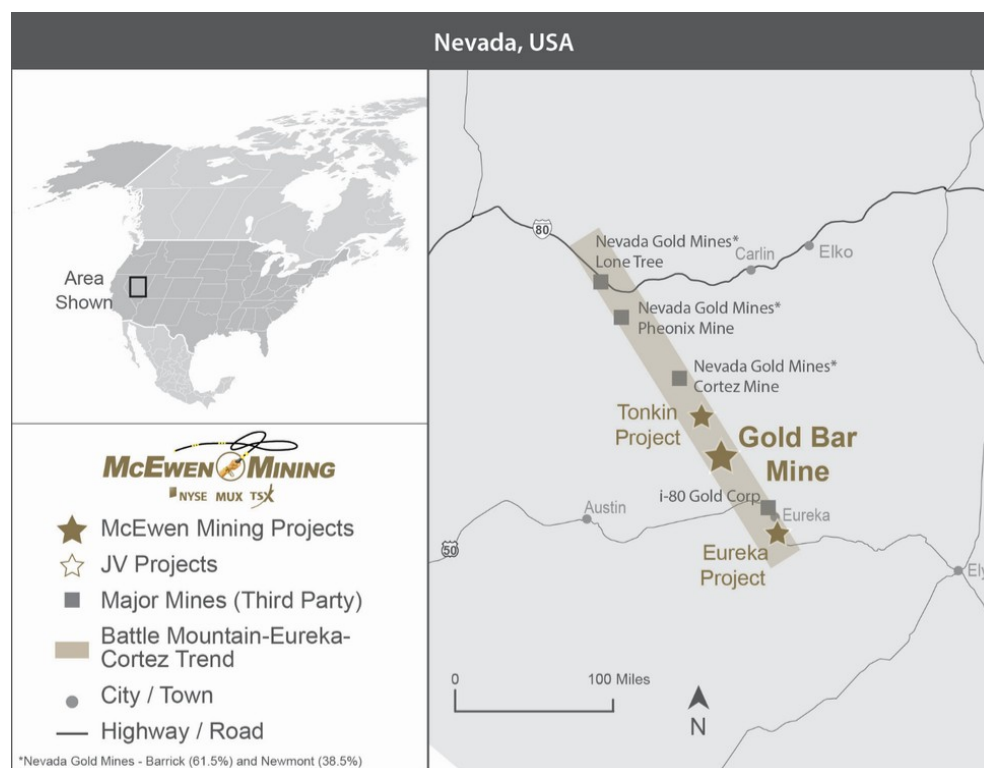 Nevada, USA
Area
Shown
McEWEN MINING
NYSE MUX TSX
McEwen Mining Projects
JV Projects
Major Mines (Third Party)
Battle Mountain-Eureka-
Cortez Trend
City / Town
Highway / Road
*Nevada Gold Mines - Barrick (61.5%) and Newmont (38.5%)
80
Nevada Gold Mines*
Lone Tree
Carlin
Elko
Nevada Gold Mines*
Pheonix Mine
Nevada Gold Mines*
Cortez Mine
Tonkin
Project
Gold Bar
Mine
i-80 Gold Corp
Austin
Eureka
50
Eureka
Project
Ely
0
100 Miles
N